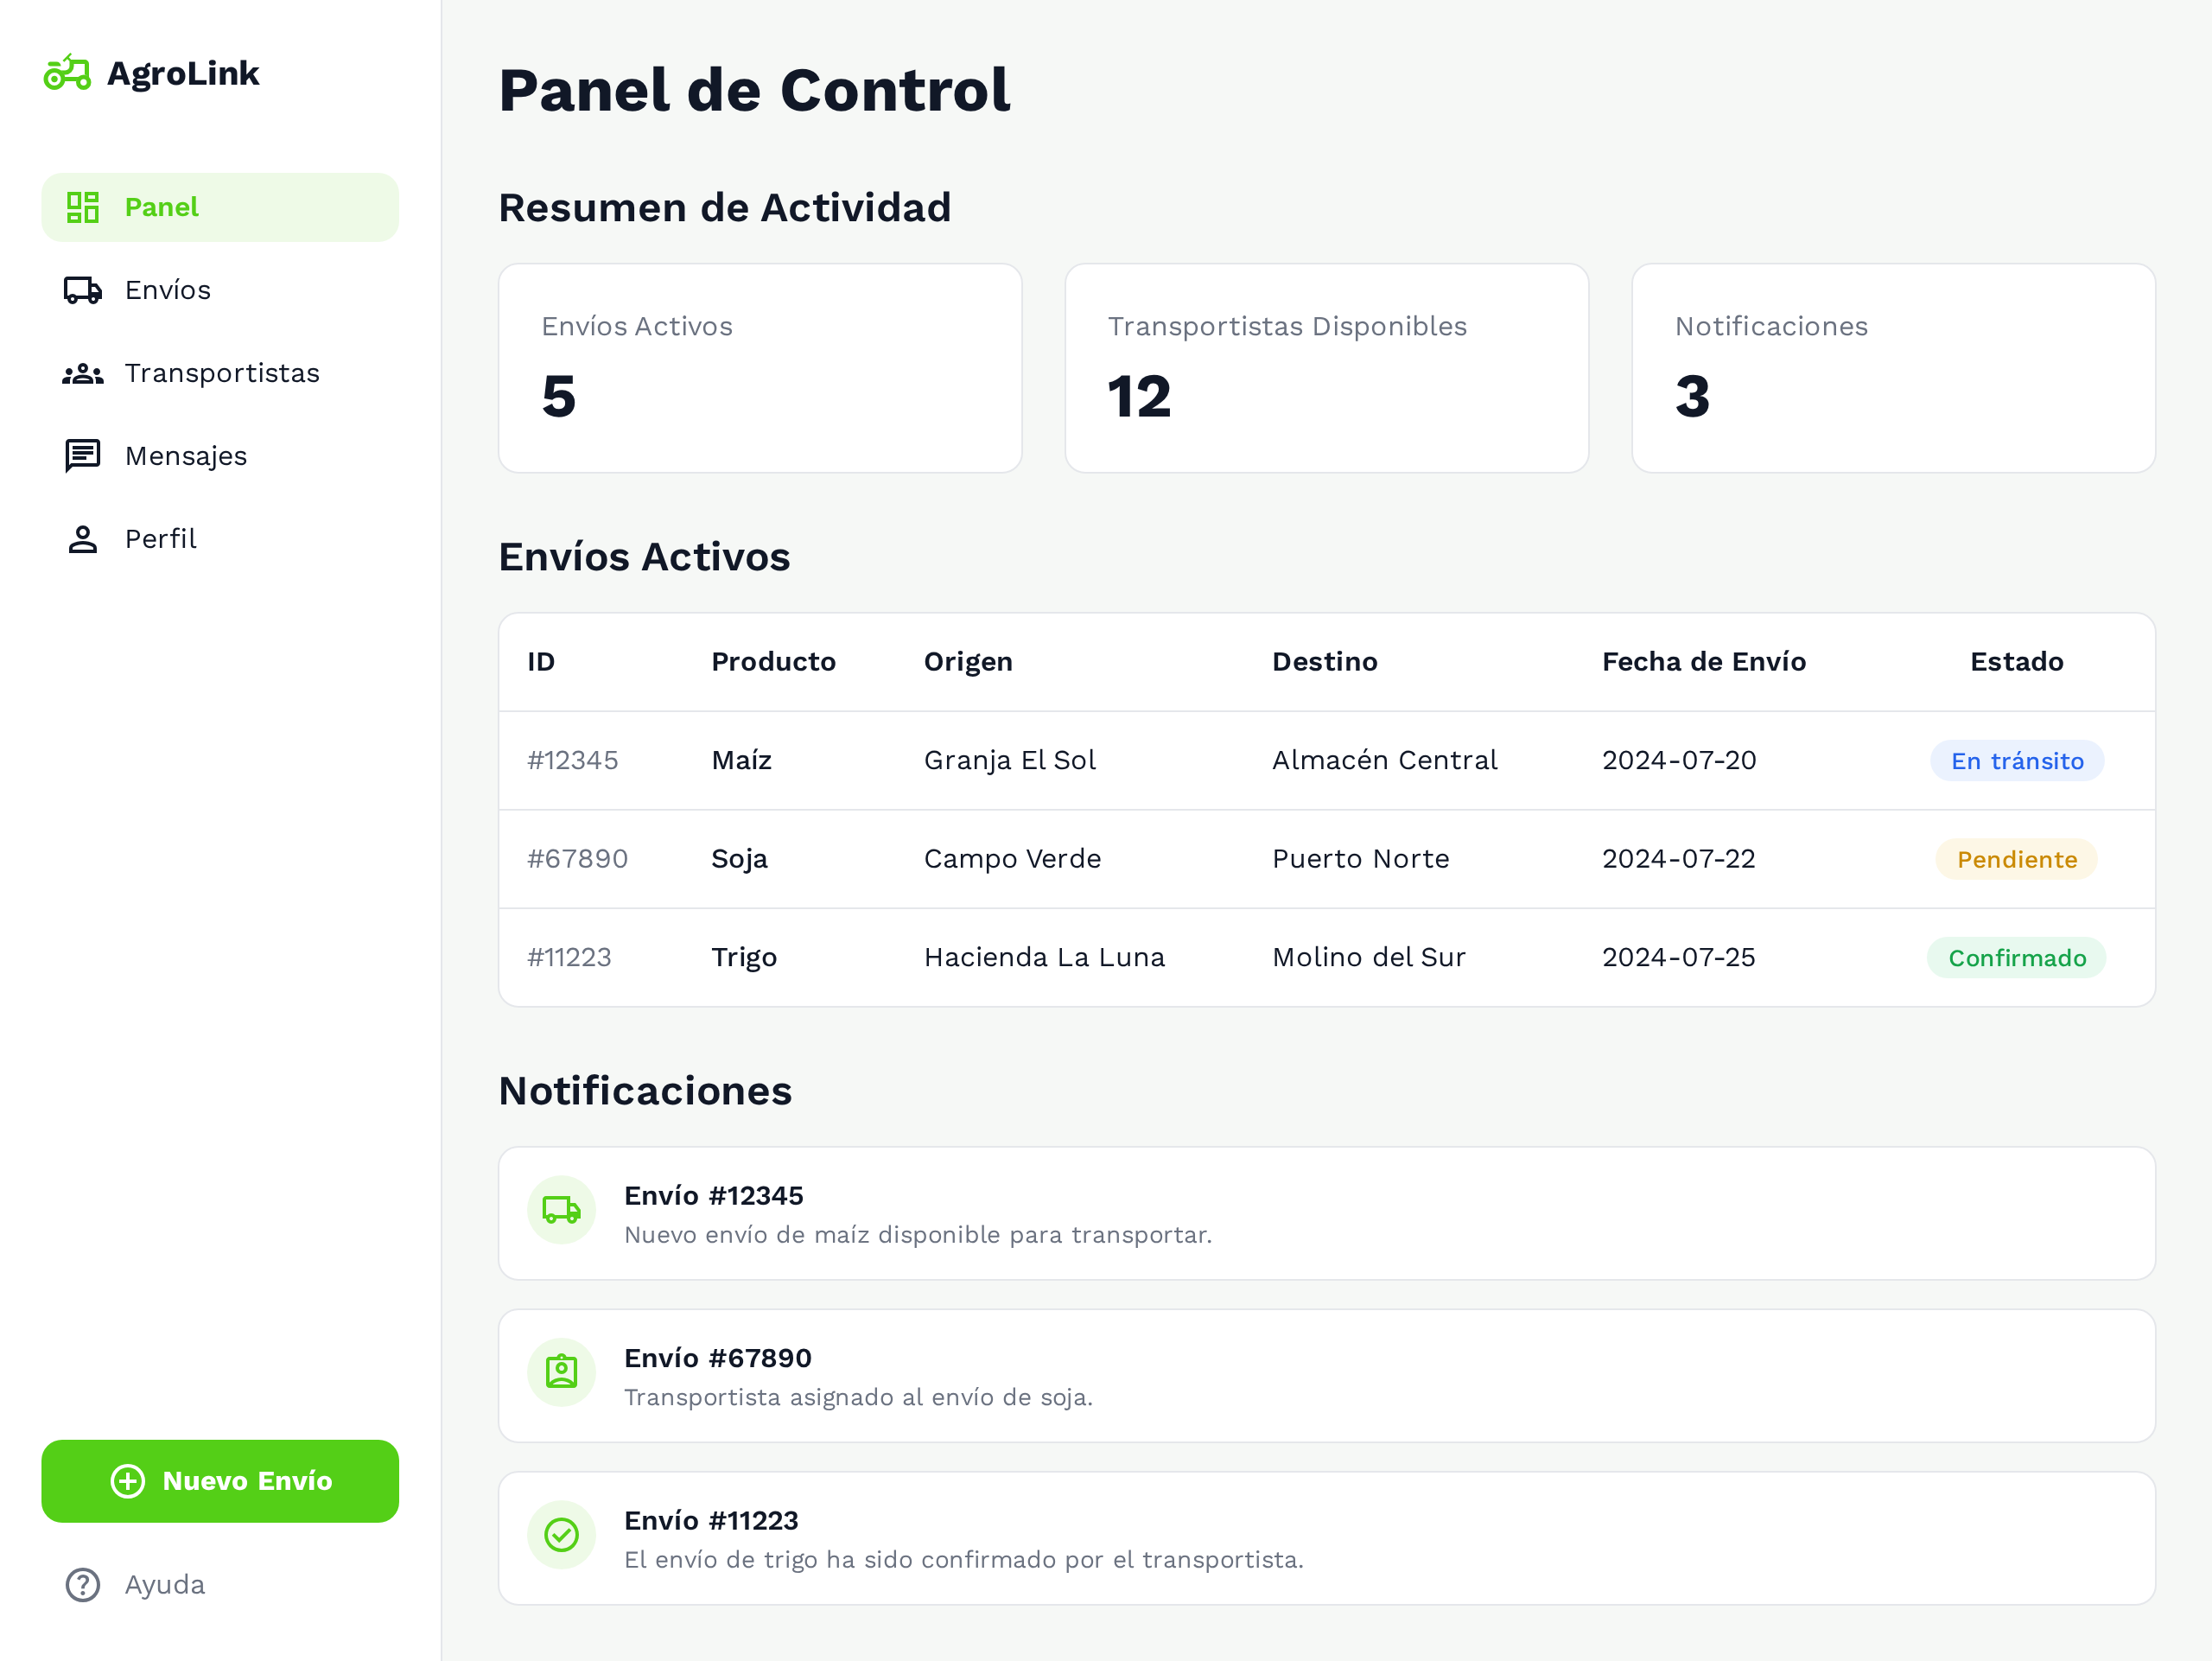 AgroLink
Panel
Envíos
Transportistas
Mensajes
Perfil
Nuevo Envío
Ayuda
Panel de Control
Resumen de Actividad
Envíos Activos
5
Transportistas Disponibles
12
Notificaciones
3
Envíos Activos
ID Producto Origen Destino Fecha de Envío Estado
#12345 Maíz Granja El Sol Almacén Central 2024-07-20 En tránsito
#67890 Soja Campo Verde Puerto Norte 2024-07-22 Pendiente
#11223 Trigo Hacienda La Luna Molino del Sur 2024-07-25 Confirmado
Notificaciones
Envío #12345
Nuevo envío de maíz disponible para transportar.
Envío #67890
Transportista asignado al envío de soja.
Envío #11223
El envío de trigo ha sido confirmado por el transportista.